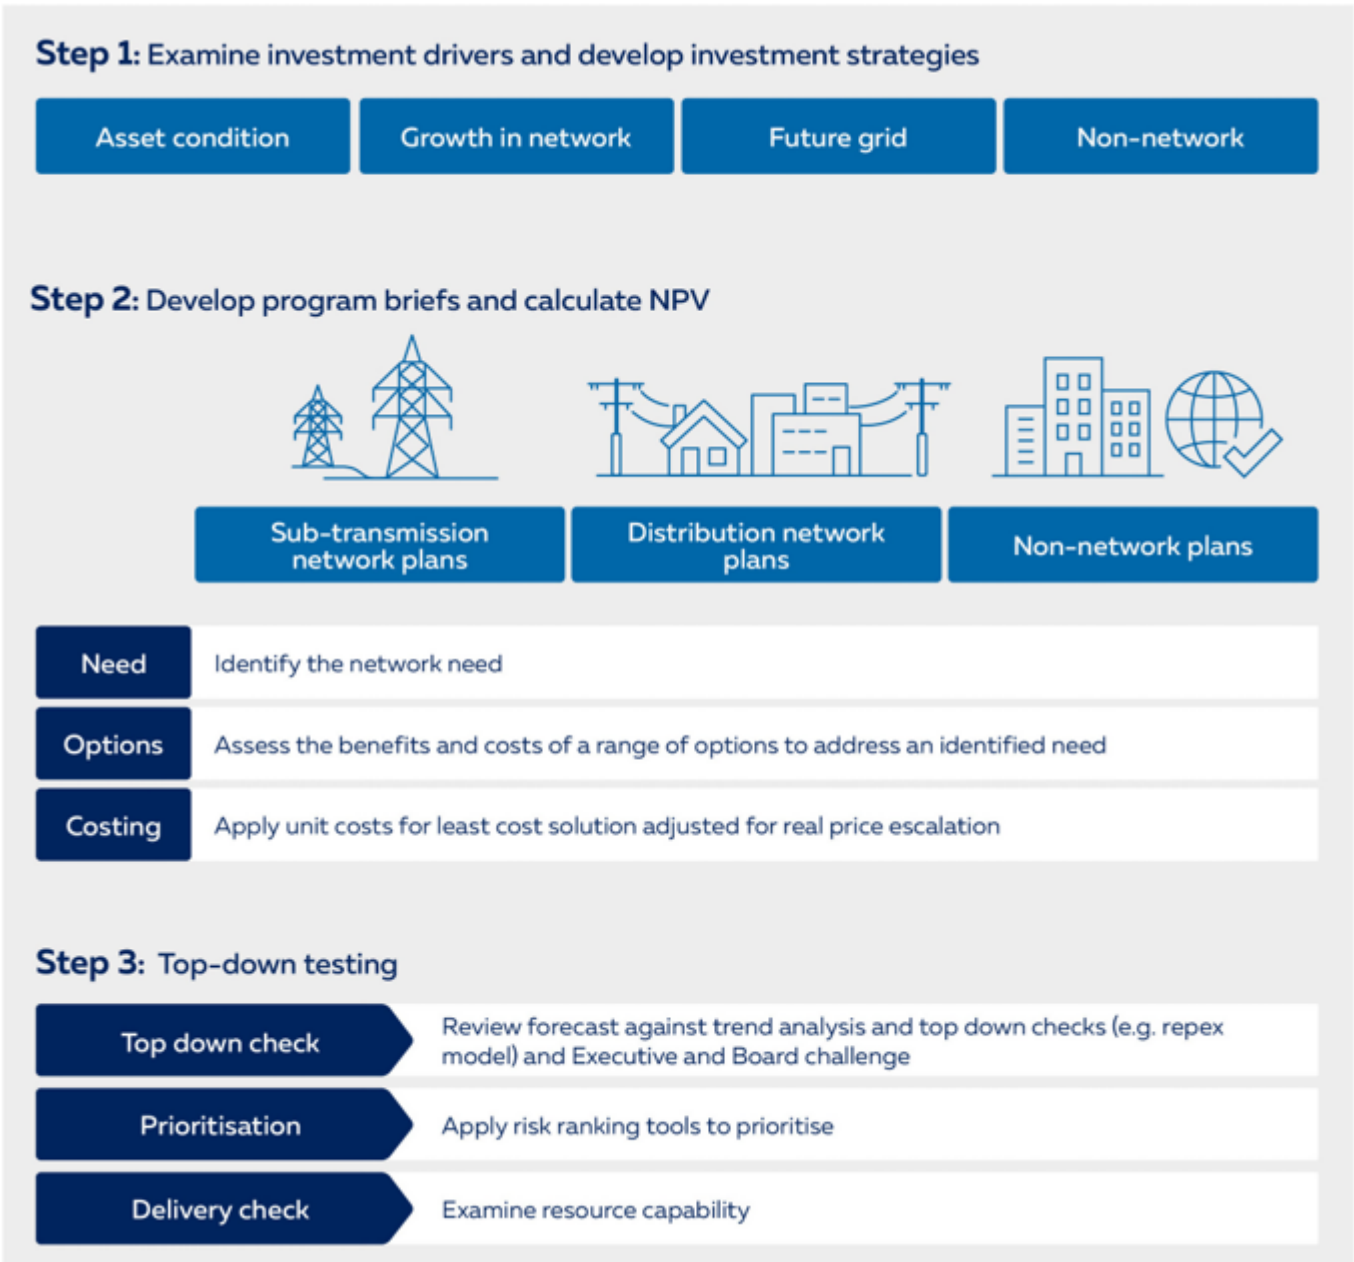 Step 1: Examine investment drivers and develop investment strategies
Asset condition
Growth in network
Future grid
Non-network
Step 2: Develop program briefs and calculate NPV
Sub-transmission
network plans
Distribution network
plans
Non-network plans
Need
Identify the network need
Options
Assess the benefits and costs of a range of options to address an identified need
Costing
Apply unit costs for least cost solution adjusted for real price escalation
Step 3: Top-down testing
Top down check
Review forecast against trend analysis and top down checks (e.g. repex
model) and Executive and Board challenge
Prioritisation
Apply risk ranking tools to prioritise
Delivery check
Examine resource capability